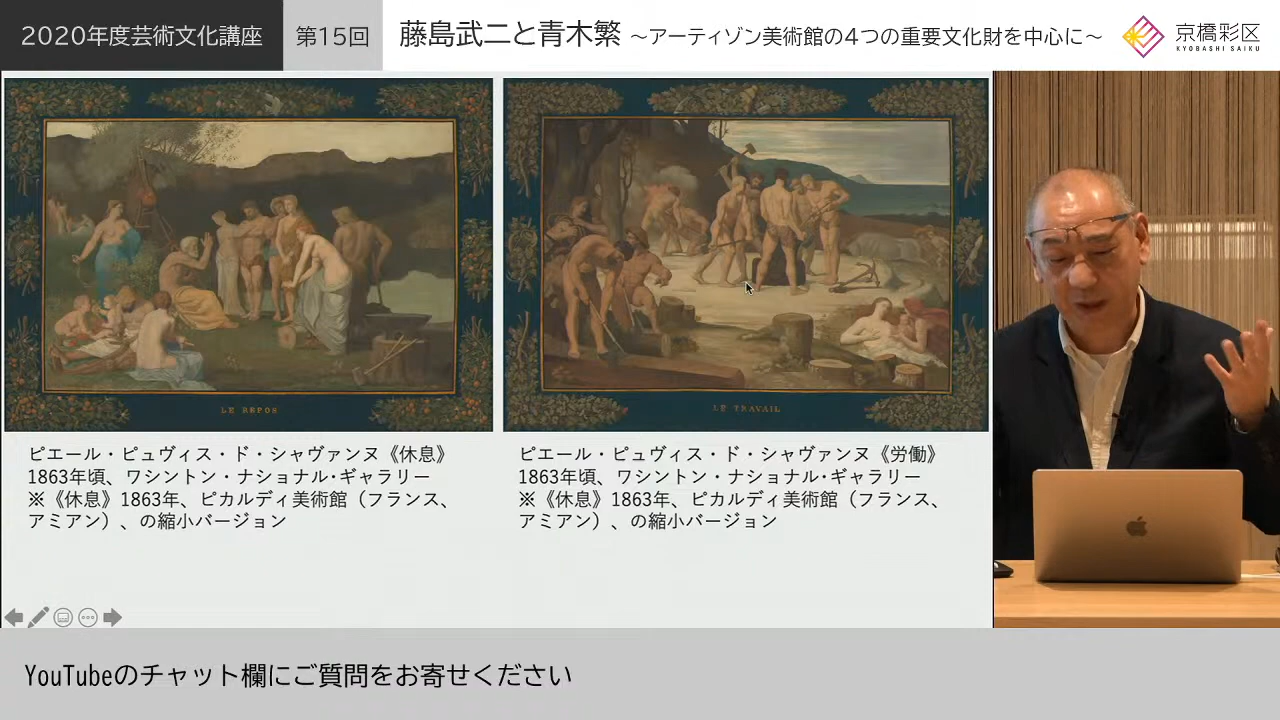 2020年度芸術文化講座
第15回
藤島武二と青木繁 ～アーティゾン美術館の4つの重要文化財を中心に～
京橋彩区
KYOBASHI SAIKU
LE REPOS
LE TRAVAIL
ピエール・ピュヴィス・ド・シャヴァンヌ《休息》
1863年頃、ワシントン・ナショナル･ギャラリー
※《休息》1863年、ピカルディ美術館（フランス、
アミアン）、の縮小バージョン
ピエール・ピュヴィス・ド・シャヴァンヌ《労働》
1863年頃、ワシントン・ナショナル･ギャラリー
※《休息》1863年、ピカルディ美術館（フランス、
アミアン）、の縮小バージョン
YouTubeのチャット欄にご質問をお寄せください